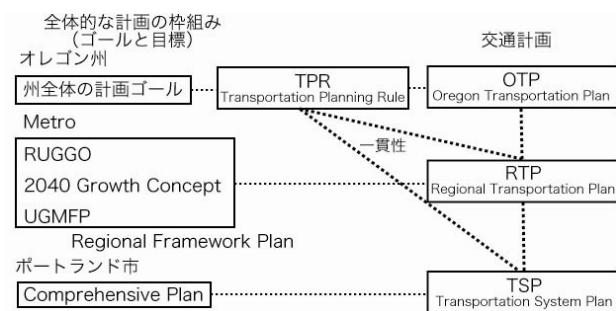 全体的な計画の枠組み
（ゴールと目標）
交通計画
オレゴン州
州全体の計画ゴール
TPR
Transportation Planning Rule
OTP
Oregon Transportation Plan
Metro
一貫性
RUGGO
2040 Growth Concept
UGMFP
RTP
Regional Transportation Plan
Regional Framework Plan
ポートランド市
Comprehensive Plan
TSP
Transportation System Plan